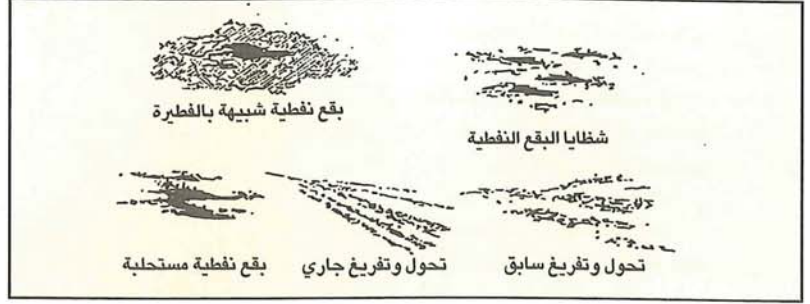 بقع نفطية شبيهة بالفطيرة
شظايا البقع النفطية
تحول وتفريغ سابق
تحول وتفريغ جاري
بقع نفطية مستحلبة